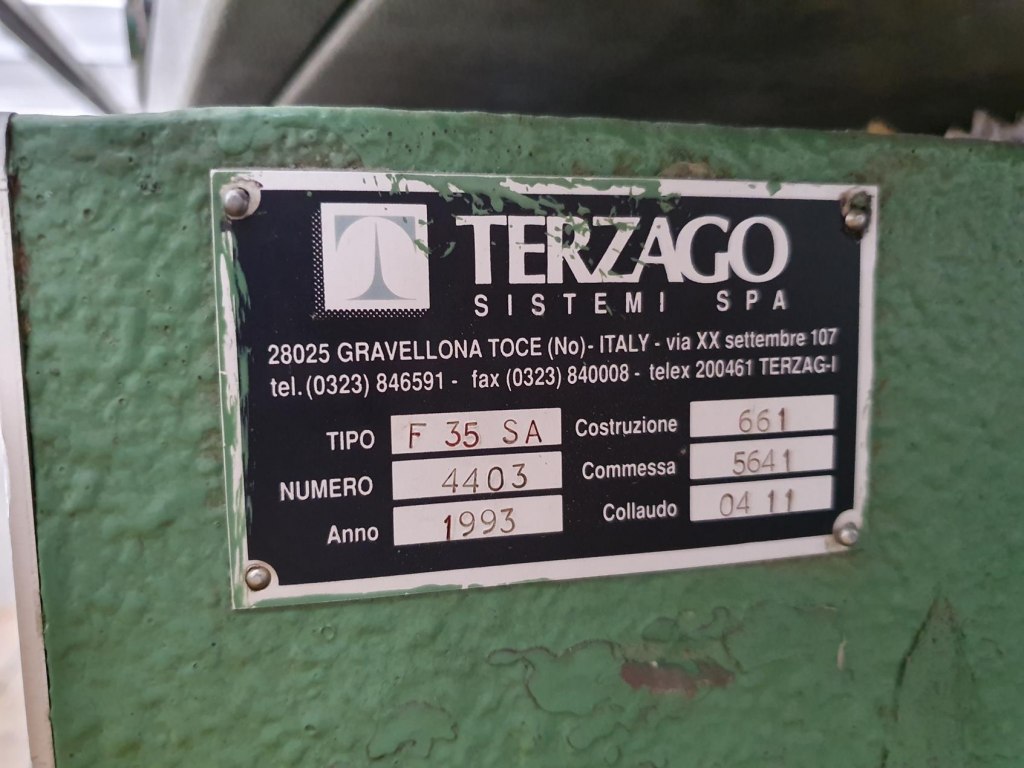 TERZAGO
SISTEMI SPA
28025 GRAVELLONA TOCE (No) - ITALY - via XX settembre 107
tel. (0323) 846591 - fax (0323) 840008 - telex 200461 TERZAG-I
TIPO F 35 SA Costruzione 661
NUMERO 4403 Commessa 5641
Anno 1993 Collaudo 04 11